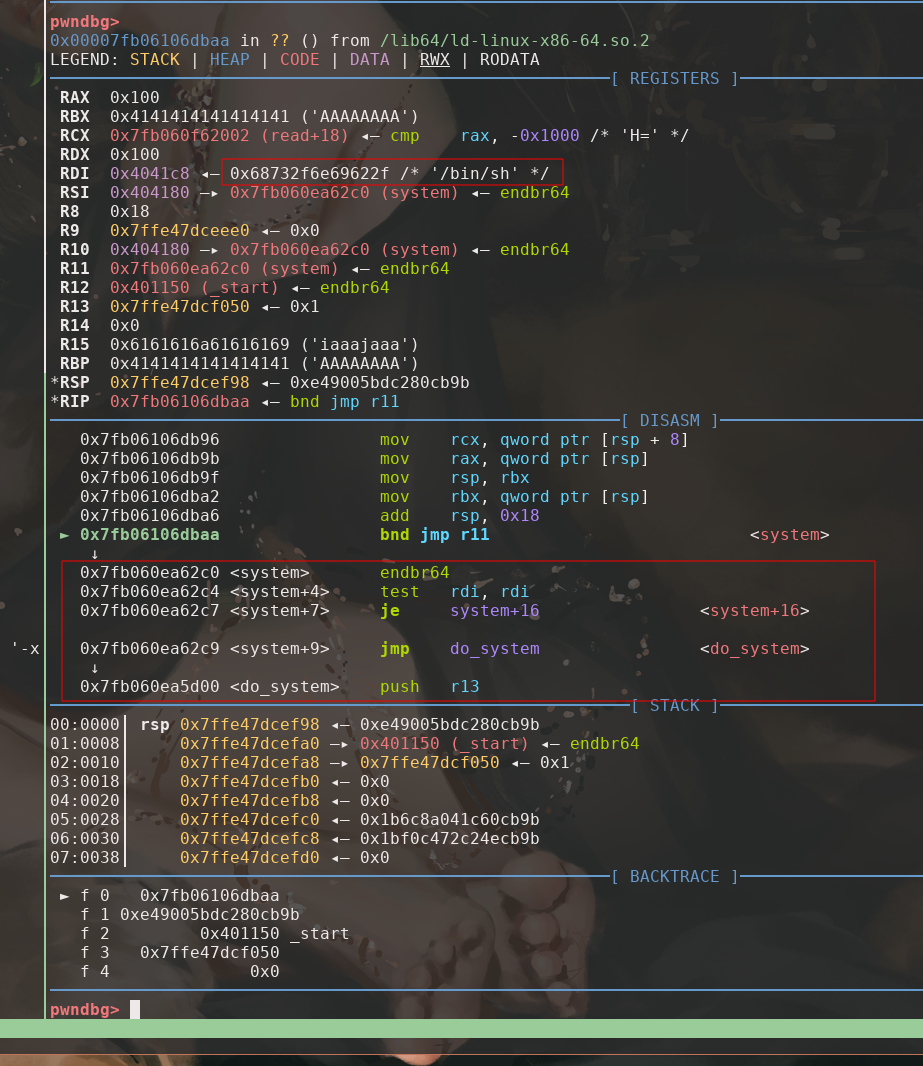 pwndbg>
0x00007fb06106dbaa in ?? () from /lib64/ld-linux-x86-64.so.2
LEGEND: STACK | HEAP | CODE | DATA | RWX | RODATA
[ REGISTERS ]
RAX  0x100
RBX  0x4141414141414141 ('AAAAAAAA')
RCX  0x7fb060f62002 (read+18) ◂— cmp    rax, -0x1000 /* 'H=' */
RDX  0x100
RDI  0x4041c8 ◂— 0x68732f6e69622f /* '/bin/sh' */
RSI  0x404180 —▸ 0x7fb060ea62c0 (system) ◂— endbr64
R8   0x18
R9   0x7ffe47dceee0 ◂— 0x0
R10  0x404180 —▸ 0x7fb060ea62c0 (system) ◂— endbr64
R11  0x7fb060ea62c0 (system) ◂— endbr64
R12  0x401150 (_start) ◂— endbr64
R13  0x7ffe47dcf050 ◂— 0x1
R14  0x0
R15  0x6161616a61616169 ('iaaajaaa')
RBP  0x4141414141414141 ('AAAAAAAA')
*RSP  0x7ffe47dcef98 ◂— 0xe49005bdc280cb9b
*RIP  0x7fb06106dbaa ◂— bnd jmp r11
[ DISASM ]
0x7fb06106db96                mov    rcx, qword ptr [rsp + 8]
0x7fb06106db9b                mov    rax, qword ptr [rsp]
0x7fb06106db9f                mov    rsp, rbx
0x7fb06106dba2                mov    rbx, qword ptr [rsp]
0x7fb06106dba6                add    rsp, 0x18
► 0x7fb06106dbaa                bnd jmp r11                          <system>
↓
0x7fb060ea62c0 <system>       endbr64
0x7fb060ea62c4 <system+4>     test   rdi, rdi
0x7fb060ea62c7 <system+7>     je     system+16                <system+16>
'-x
0x7fb060ea62c9 <system+9>     jmp    do_system                <do_system>
↓
0x7fb060ea5d00 <do_system>    push   r13
[ STACK ]
00:0000│ rsp 0x7ffe47dcef98 ◂— 0xe49005bdc280cb9b
01:0008│     0x7ffe47dcefa0 —▸ 0x401150 (_start) ◂— endbr64
02:0010│     0x7ffe47dcefa8 —▸ 0x7ffe47dcf050 ◂— 0x1
03:0018│     0x7ffe47dcefb0 ◂— 0x0
04:0020│     0x7ffe47dcefb8 ◂— 0x0
05:0028│     0x7ffe47dcefc0 ◂— 0x1b6c8a041c60cb9b
06:0030│     0x7ffe47dcefc8 ◂— 0x1bf0c472c24ecb9b
07:0038│     0x7ffe47dcefd0 ◂— 0x0
[ BACKTRACE ]
► f 0   0x7fb06106dbaa
f 1 0xe49005bdc280cb9b
f 2         0x401150 _start
f 3   0x7ffe47dcf050
f 4              0x0
pwndbg>